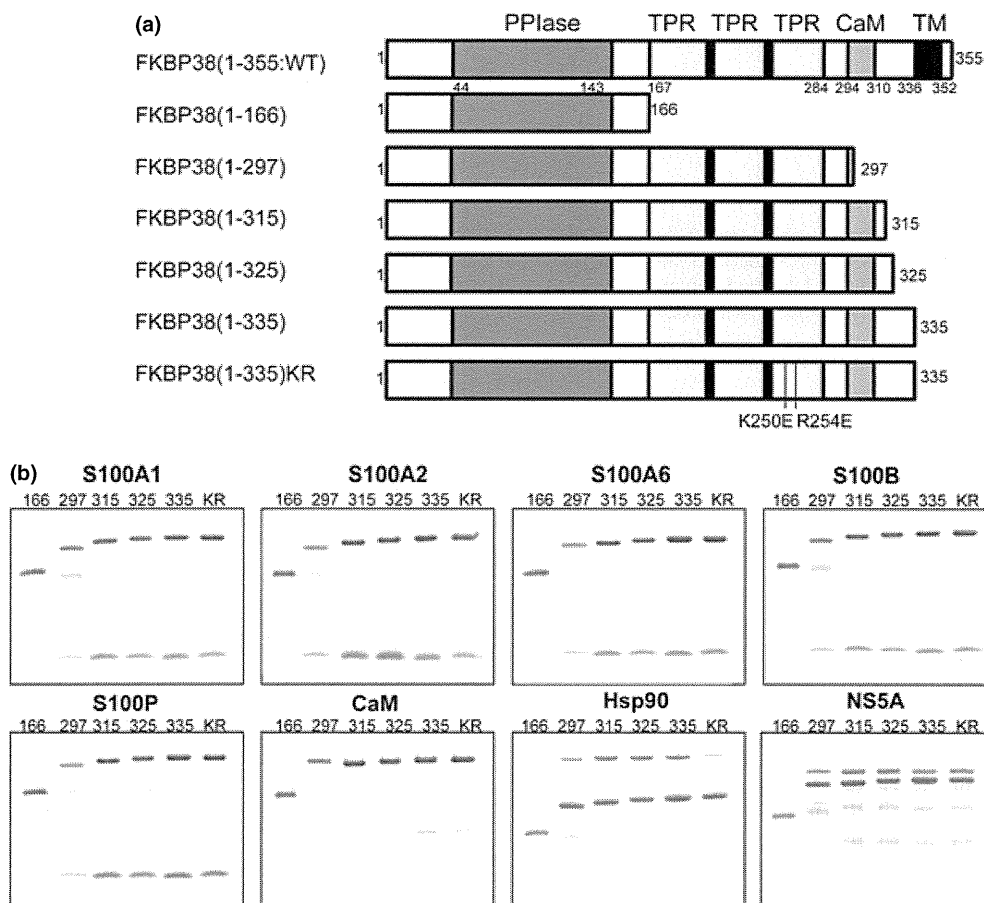 (a)
PPIase TPR TPR TPR CaM TM
FKBP38(1-355:WT) 1 355
44 143 167 284 294 310 336 352
FKBP38(1-166) 1 166
FKBP38(1-297) 1 297
FKBP38(1-315) 1 315
FKBP38(1-325) 1 325
FKBP38(1-335) 1 335
FKBP38(1-335)KR 1 335
K250E R254E
(b)
S100A1 S100A2 S100A6 S100B
166 297 315 325 335 KR 166 297 315 325 335 KR 166 297 315 325 335 KR 166 297 315 325 335 KR
S100P CaM Hsp90 NS5A
166 297 315 325 335 KR 166 297 315 325 335 KR 166 297 315 325 335 KR 166 297 315 325 335 KR